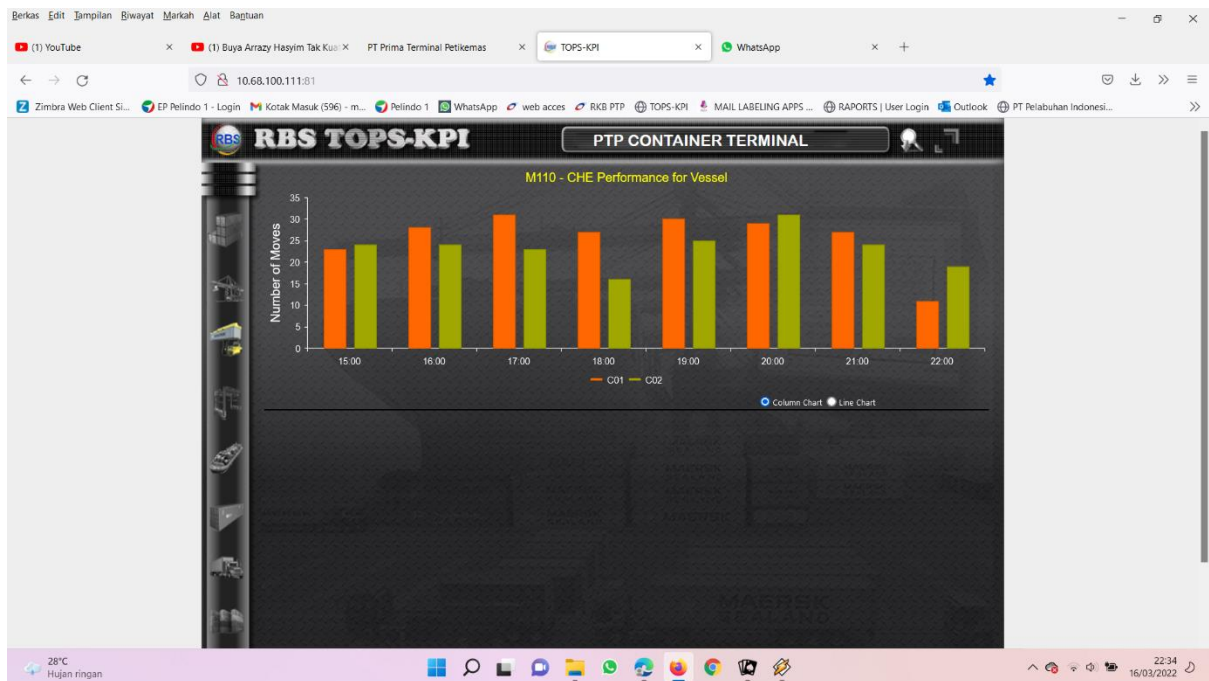 Berkas Edit Tampilan Riwayat Markah Alat Bantuan
(1) YouTube
(1) Buya Arrazy Hasyim Tak Kua
PT Prima Terminal Petikemas
TOPS-KPI
WhatsApp
10.68.100.111:81
Zimbra Web Client Si... EP Pelindo 1 - Login Kotak Masuk (596) - m... Pelindo 1 WhatsApp web acces RKB PTP TOPS-KPI MAIL LABELING APPS ... RAPORTS | User Login Outlook PT Pelabuhan Indonesi...
RBS RBS TOPS-KPI PTP CONTAINER TERMINAL
M110 - CHE Performance for Vessel
Number of Moves
35
30
25
20
15
10
5
0
15:00 16:00 17:00 18:00 19:00 20:00 21:00 22:00
C01 C02
Column Chart Line Chart
MAERSK
SEALAND
28°C
Hujan ringan
22:34
16/03/2022